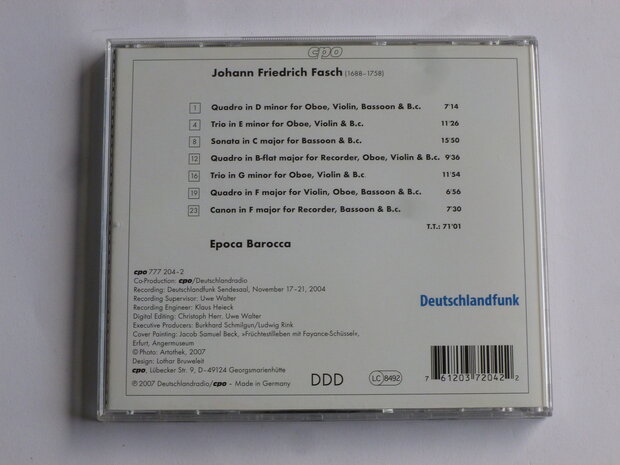 cpo
Johann Friedrich Fasch (1688–1758)
1 Quadro in D minor for Oboe, Violin, Bassoon & B.c. 7'14
4 Trio in E minor for Oboe, Violin & B.c. 11'26
8 Sonata in C major for Bassoon & B.c. 15'50
12 Quadro in B-flat major for Recorder, Oboe, Violin & B.c. 9'36
16 Trio in G minor for Oboe, Violin & B.c 11'54
19 Quadro in F major for Violin, Oboe, Bassoon & B.c. 6'56
23 Canon in F major for Recorder, Bassoon & B.c. 7'30
T.T.: 71'01
Epoca Barocca
cpo 777 204–2
Co-Production: cpo/Deutschlandradio
Recording: Deutschlandfunk Sendesaal, November 17–21, 2004
Recording Supervisor: Uwe Walter
Recording Engineer: Klaus Heieck
Digital Editing: Christoph Herr, Uwe Walter
Executive Producers: Burkhard Schmilgun/Ludwig Rink
Cover Painting: Jacob Samuel Beck, »Früchtestilleben mit Fayance-Schüssel«,
Erfurt, Angermuseum
© Photo: Artothek, 2007
Design: Lothar Bruweleit
cpo, Lübecker Str. 9, D–49124 Georgsmarienhütte
℗ 2007 Deutschlandradio/cpo – Made in Germany
DDD
LC 8492
Deutschlandfunk
7 61203 72042 2